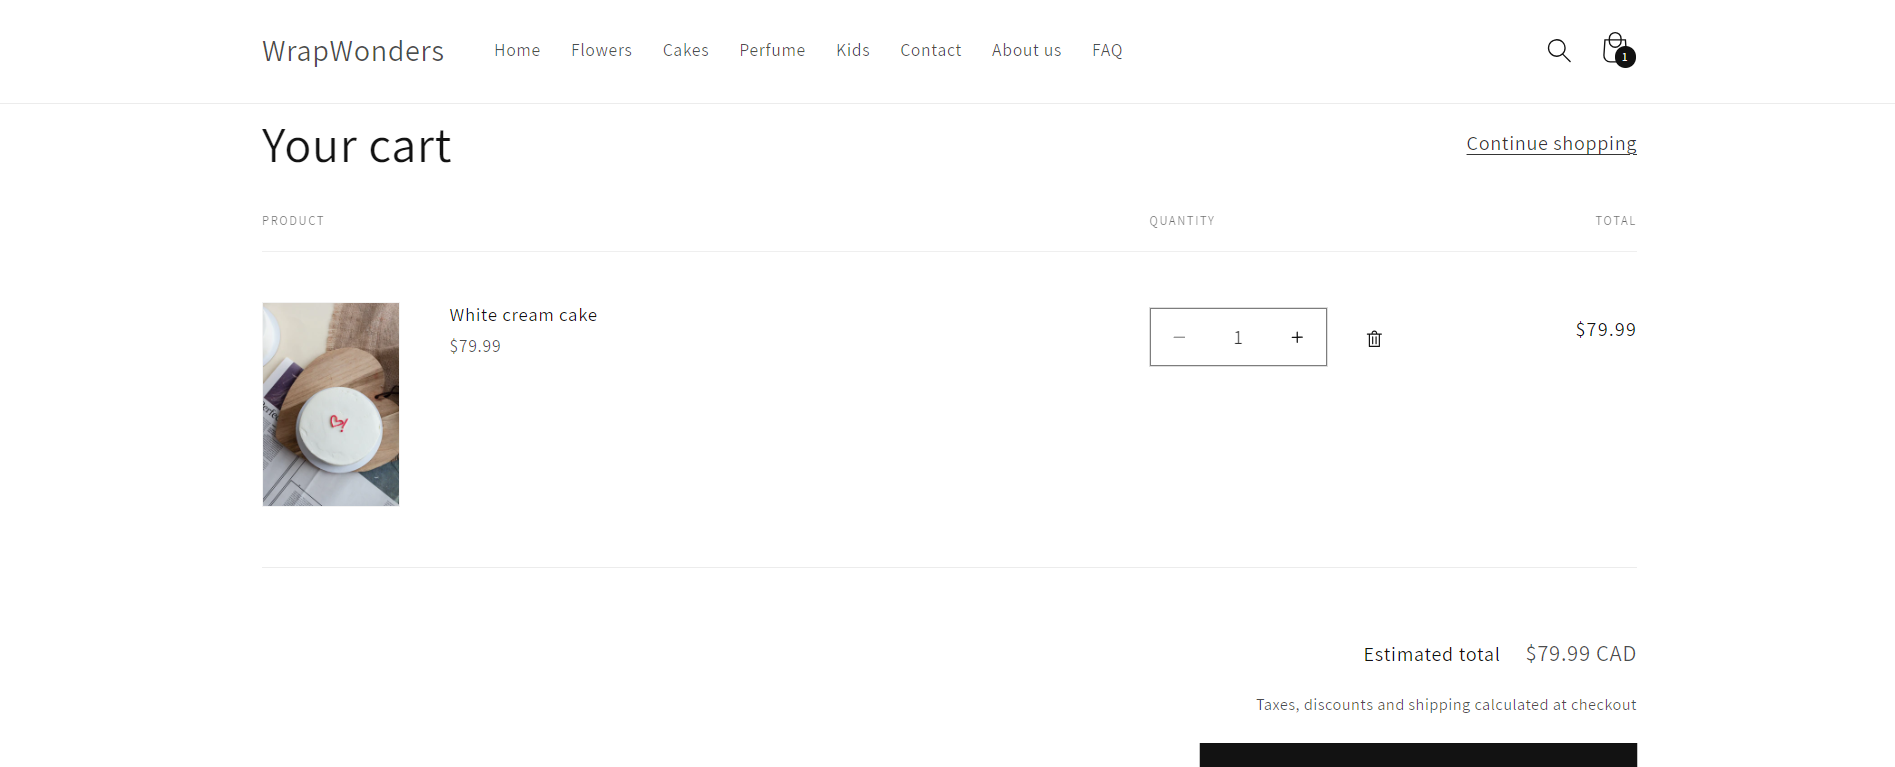 WrapWonders Home Flowers Cakes Perfume Kids Contact About us FAQ 1
Your cart Continue shopping
PRODUCT QUANTITY TOTAL
White cream cake
$79.99
− 1 + $79.99
Estimated total $79.99 CAD
Taxes, discounts and shipping calculated at checkout